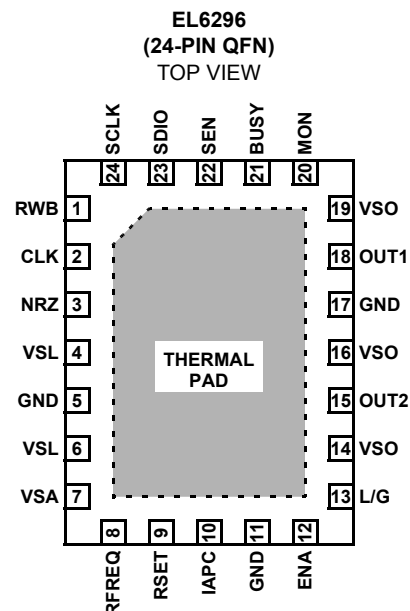 EL6296
(24-PIN QFN)
TOP VIEW
SCLK
SDIO
SEN
BUSY
MON
24
23
22
21
20
RWB 1
19 VSO
CLK 2
18 OUT1
NRZ 3
17 GND
VSL 4
16 VSO
THERMAL
PAD
GND 5
15 OUT2
VSL 6
14 VSO
VSA 7
13 L/G
8
9
10
11
12
RFREQ
RSET
IAPC
GND
ENA